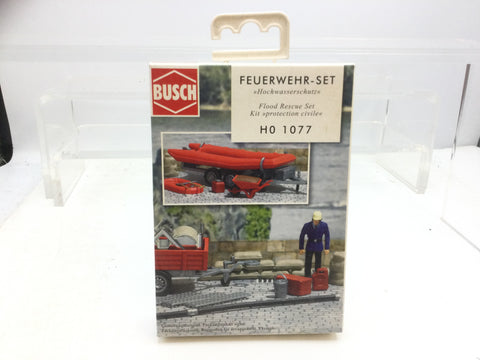 BUSCH
FEUERWEHR-SET
»Hochwasserschutz«
Flood Rescue Set
Kit »protection civile«
H0 1077